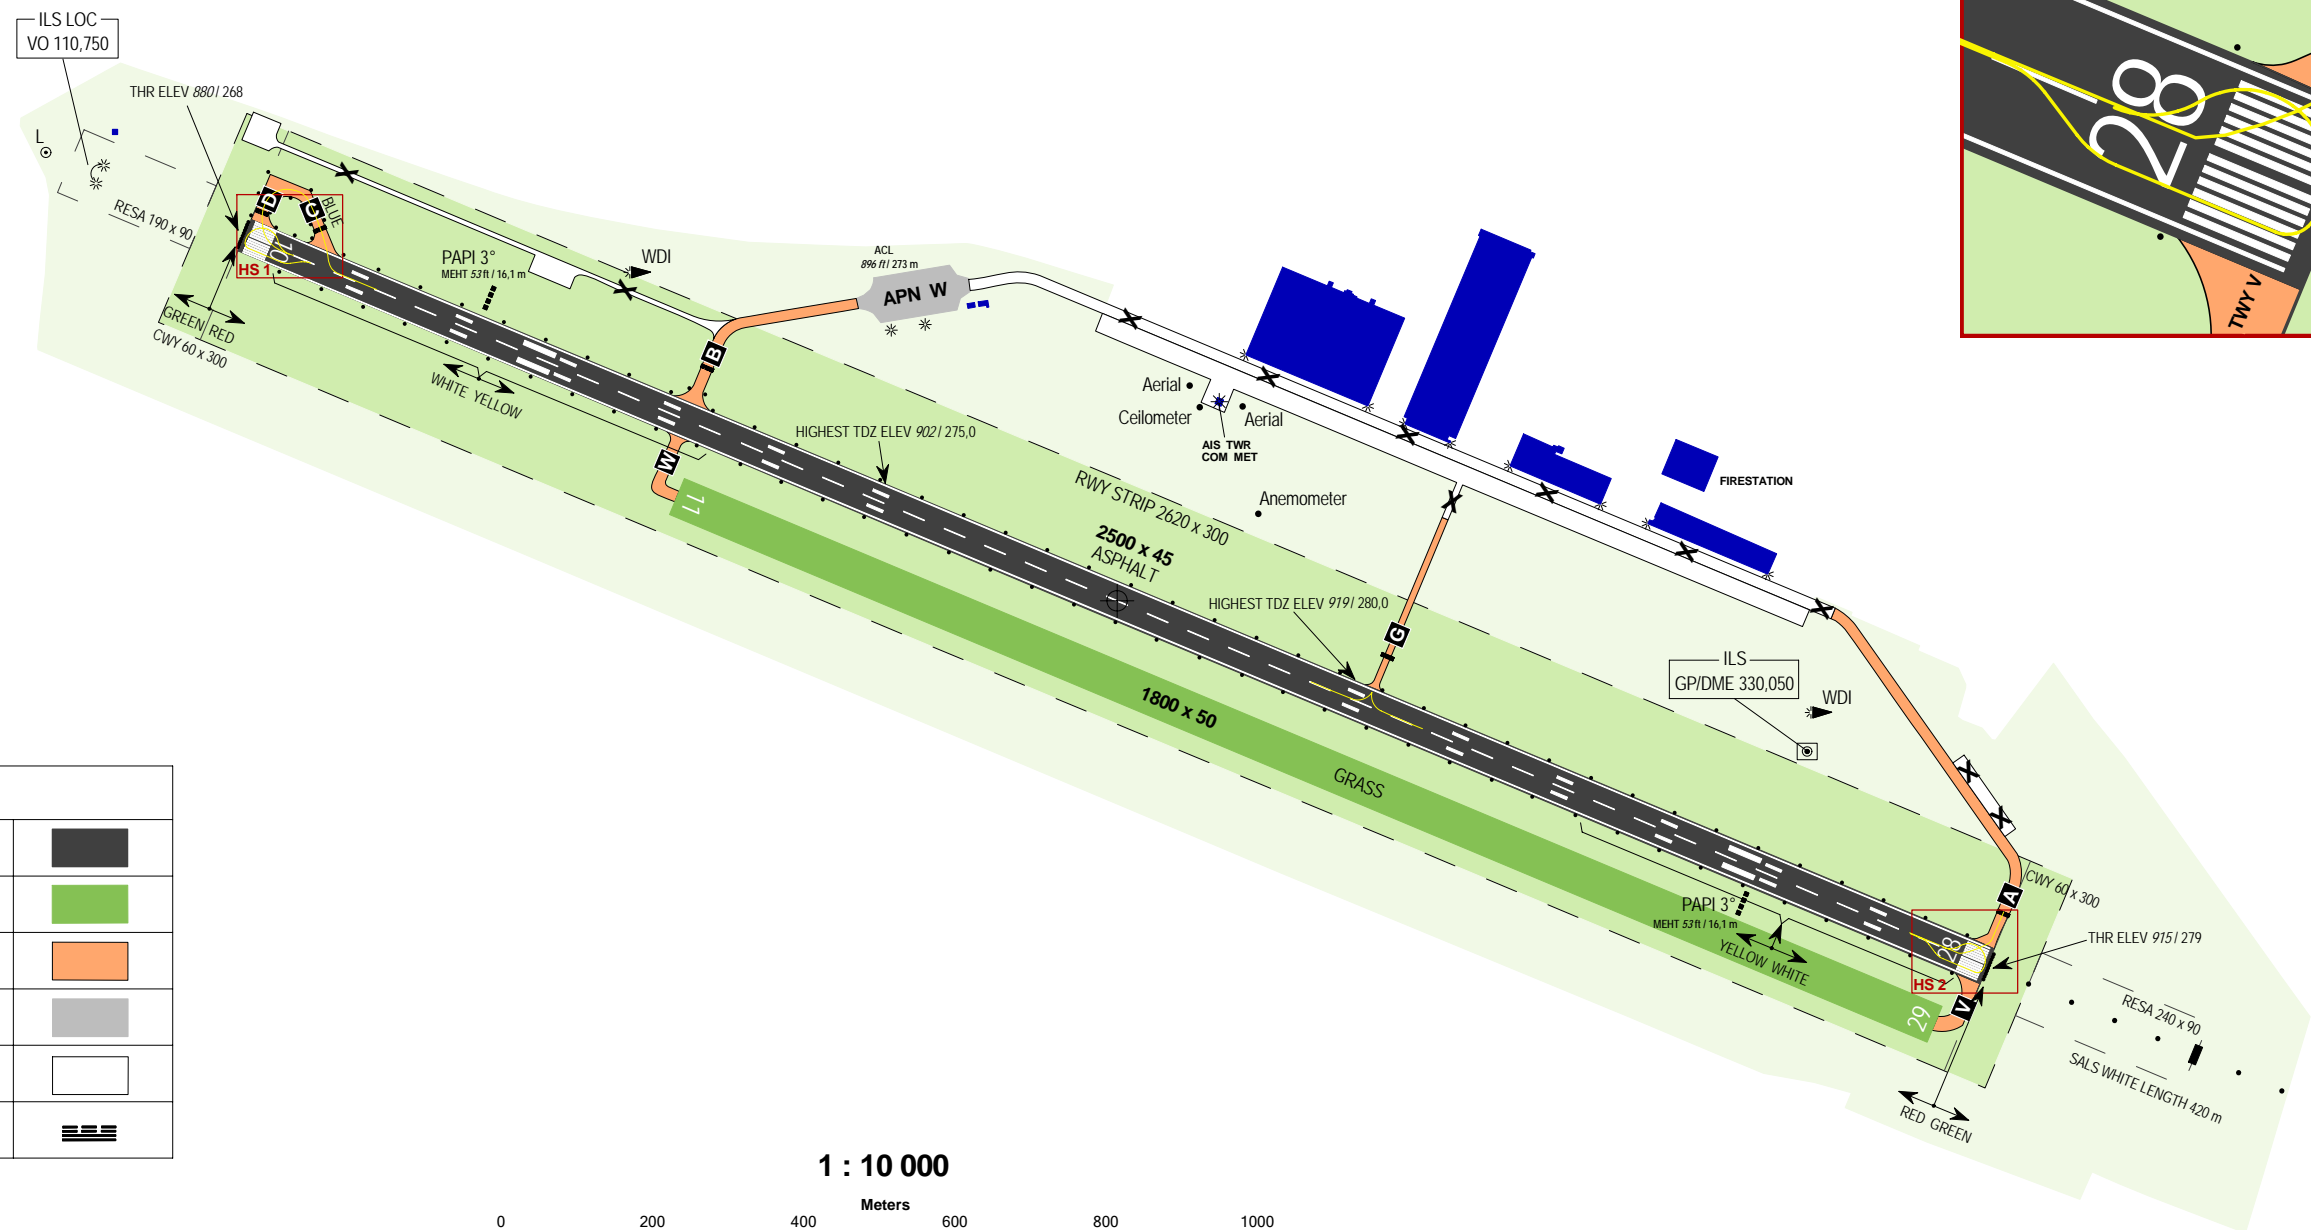 ILS LOC
VO 110,750
THR ELEV 880/ 268
L
RESA 190 x 90
D
C
BLUE
10
HS 1
GREEN RED
CWY 60 x 300
PAPI 3°
MEHT 53 ft / 16,1 m
WDI
WHITE YELLOW
ACL
896 ft/ 273 m
APN W
B
W
11
HIGHEST TDZ ELEV 902/ 275,0
Aerial
Ceilometer
Aerial
AIS TWR
COM MET
Anemometer
FIRESTATION
RWY STRIP 2620 x 300
2500 x 45
ASPHALT
HIGHEST TDZ ELEV 919/ 280,0
G
1800 x 50
GRASS
ILS
GP/DME 330,050
WDI
PAPI 3°
MEHT 53 ft / 16,1 m
YELLOW WHITE
A
CWY 60 x 300
28
HS 2
THR ELEV 915/ 279
V
29
RESA 240 x 90
SALS WHITE LENGTH 420 m
RED GREEN
28
TWY V
1 : 10 000
Meters
0 200 400 600 800 1000